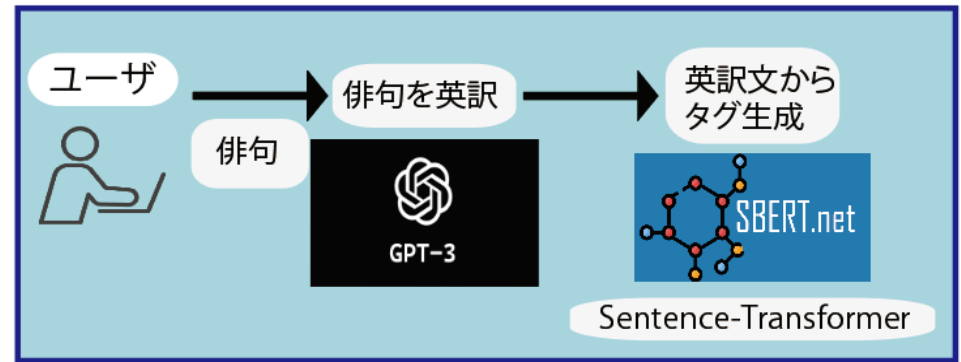 ユーザ
俳句
俳句を英訳
GPT-3
英訳文から
タグ生成
SBERT.net
Sentence-Transformer